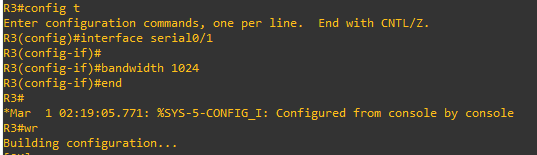 R3#config t
Enter configuration commands, one per line.  End with CNTL/Z.
R3(config)#interface serial0/1
R3(config-if)#
R3(config-if)#bandwidth 1024
R3(config-if)#end
R3#
*Mar  1 02:19:05.771: %SYS-5-CONFIG_I: Configured from console by console
R3#wr
Building configuration...